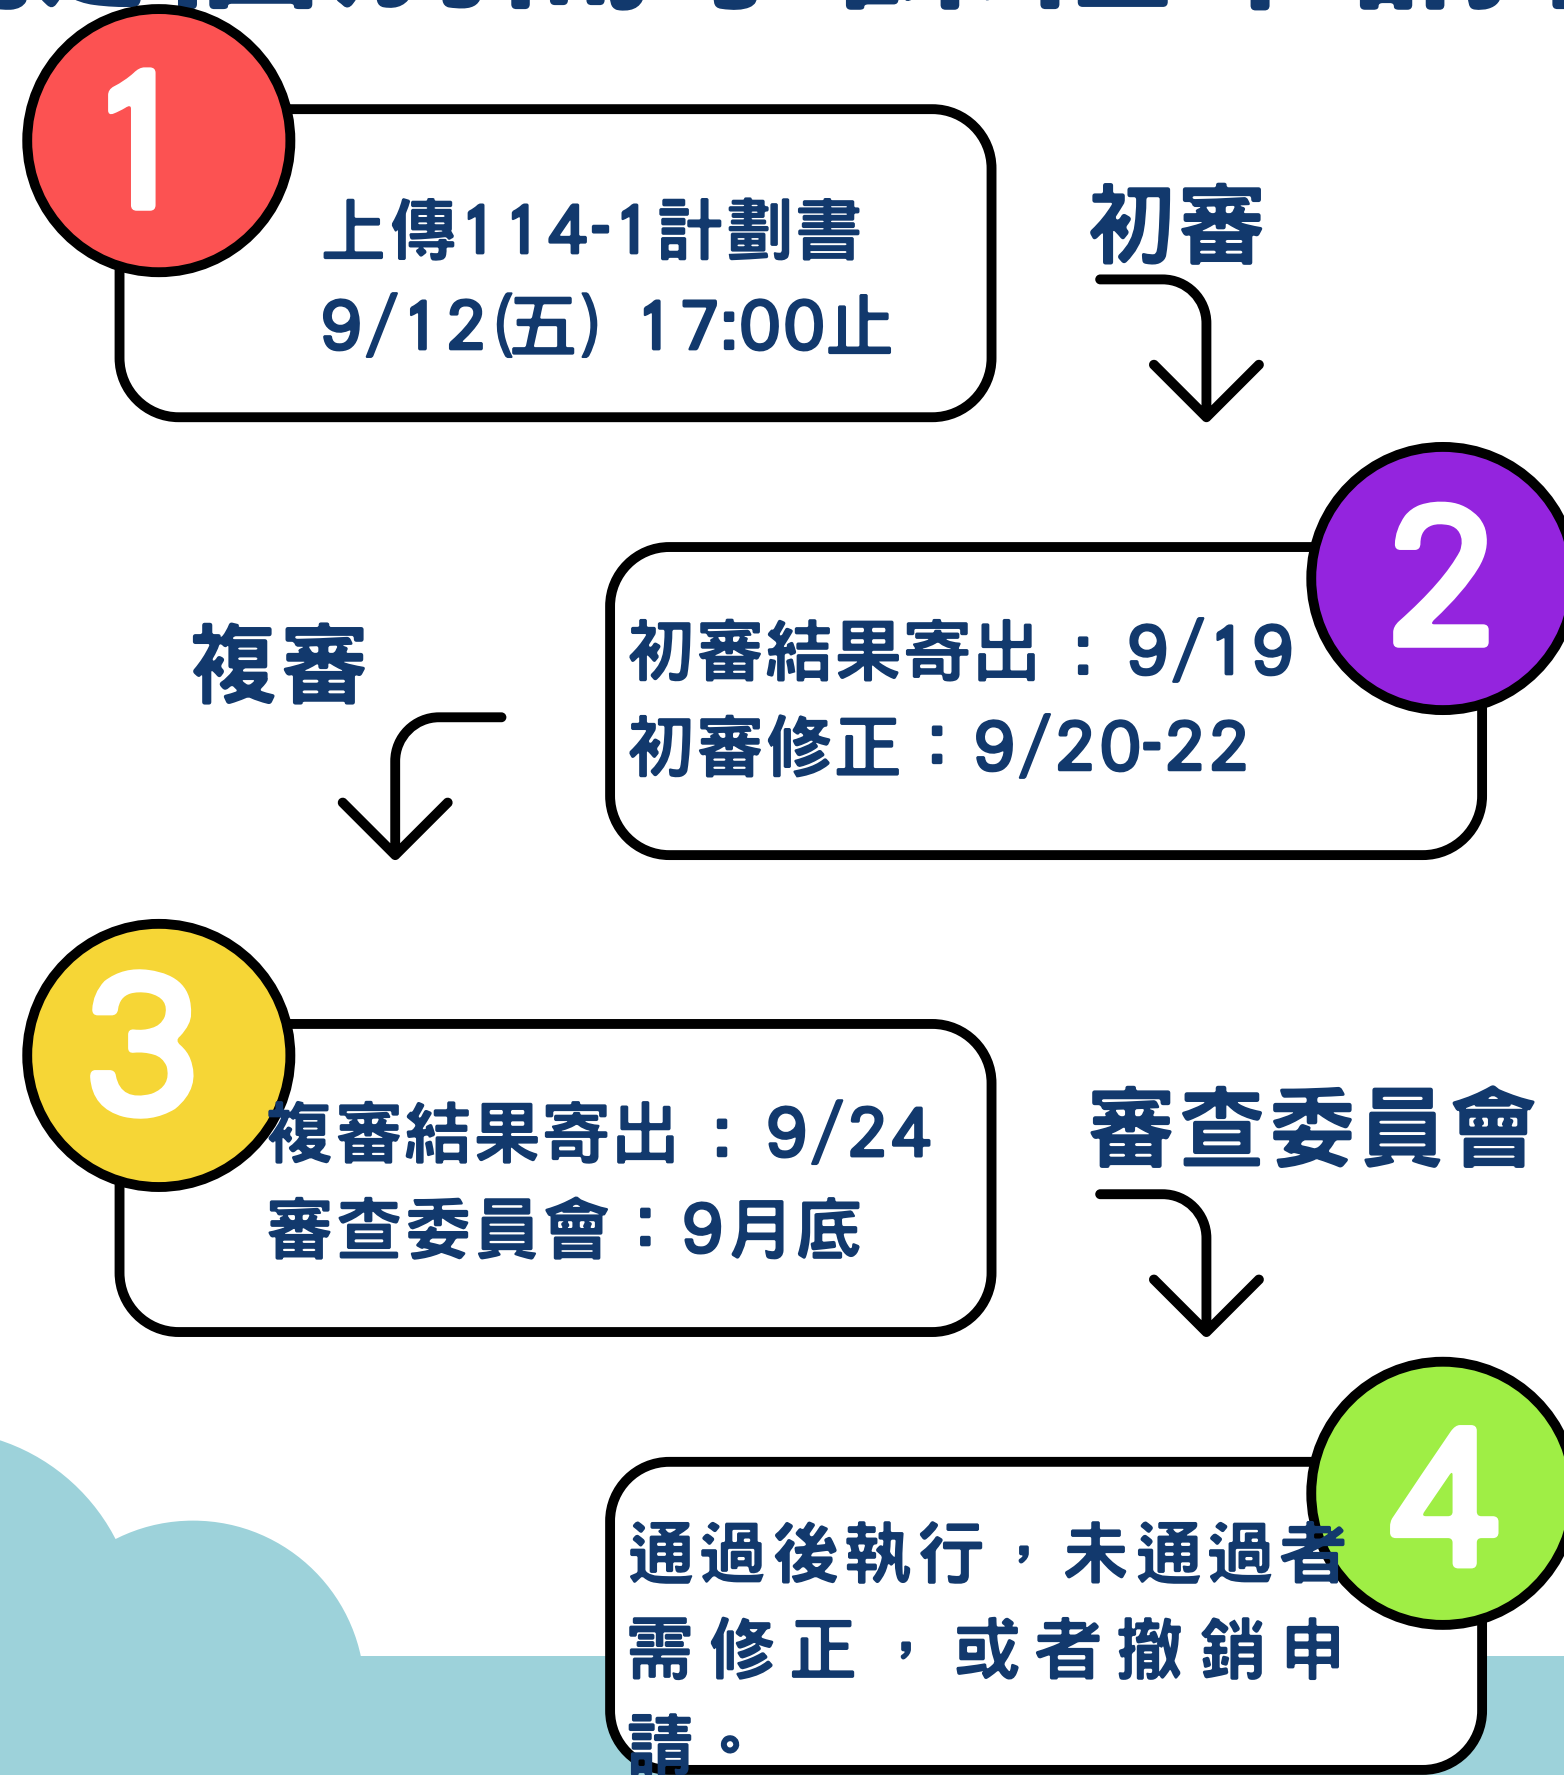 1
上傳114-1計劃書
9/12(五) 17:00止
初審
2
初審結果寄出 : 9/19
初審修正：9/20-22
複審
3
複審結果寄出 : 9/24
審查委員會：9月底
審查委員會
4
通過後執行，未通過者
需修正，或者撤銷申
請。